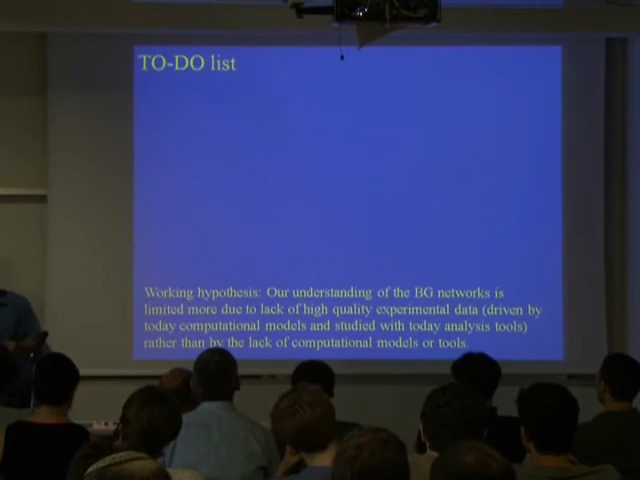 TO-DO list
Working hypothesis: Our understanding of the BG networks is
limited more due to lack of high quality experimental data (driven by
today computational models and studied with today analysis tools)
rather than by the lack of computational models or tools.